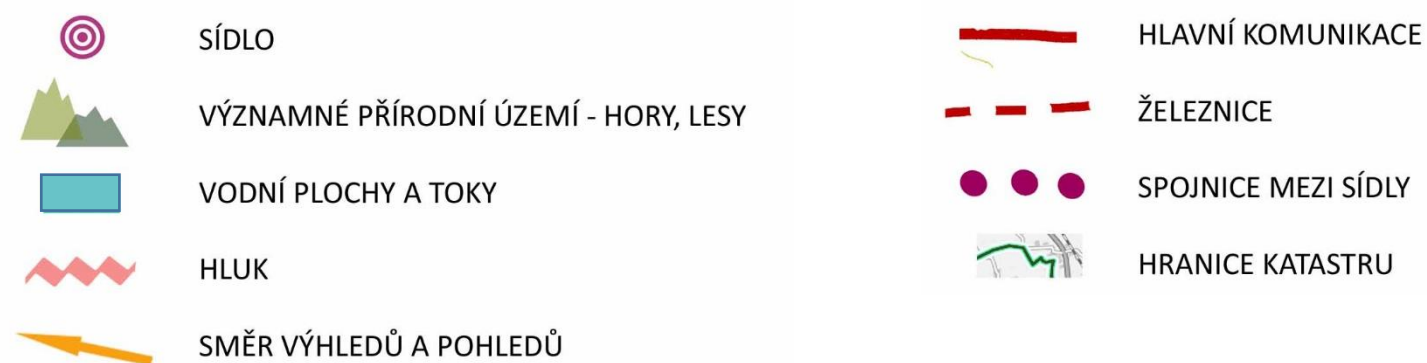 SÍDLO
VÝZNAMNÉ PŘÍRODNÍ ÚZEMÍ - HORY, LESY
VODNÍ PLOCHY A TOKY
HLUK
SMĚR VÝHLEDŮ A POHLEDŮ
HLAVNÍ KOMUNIKACE
ŽELEZNICE
SPOJNICE MEZI SÍDLY
HRANICE KATASTRU